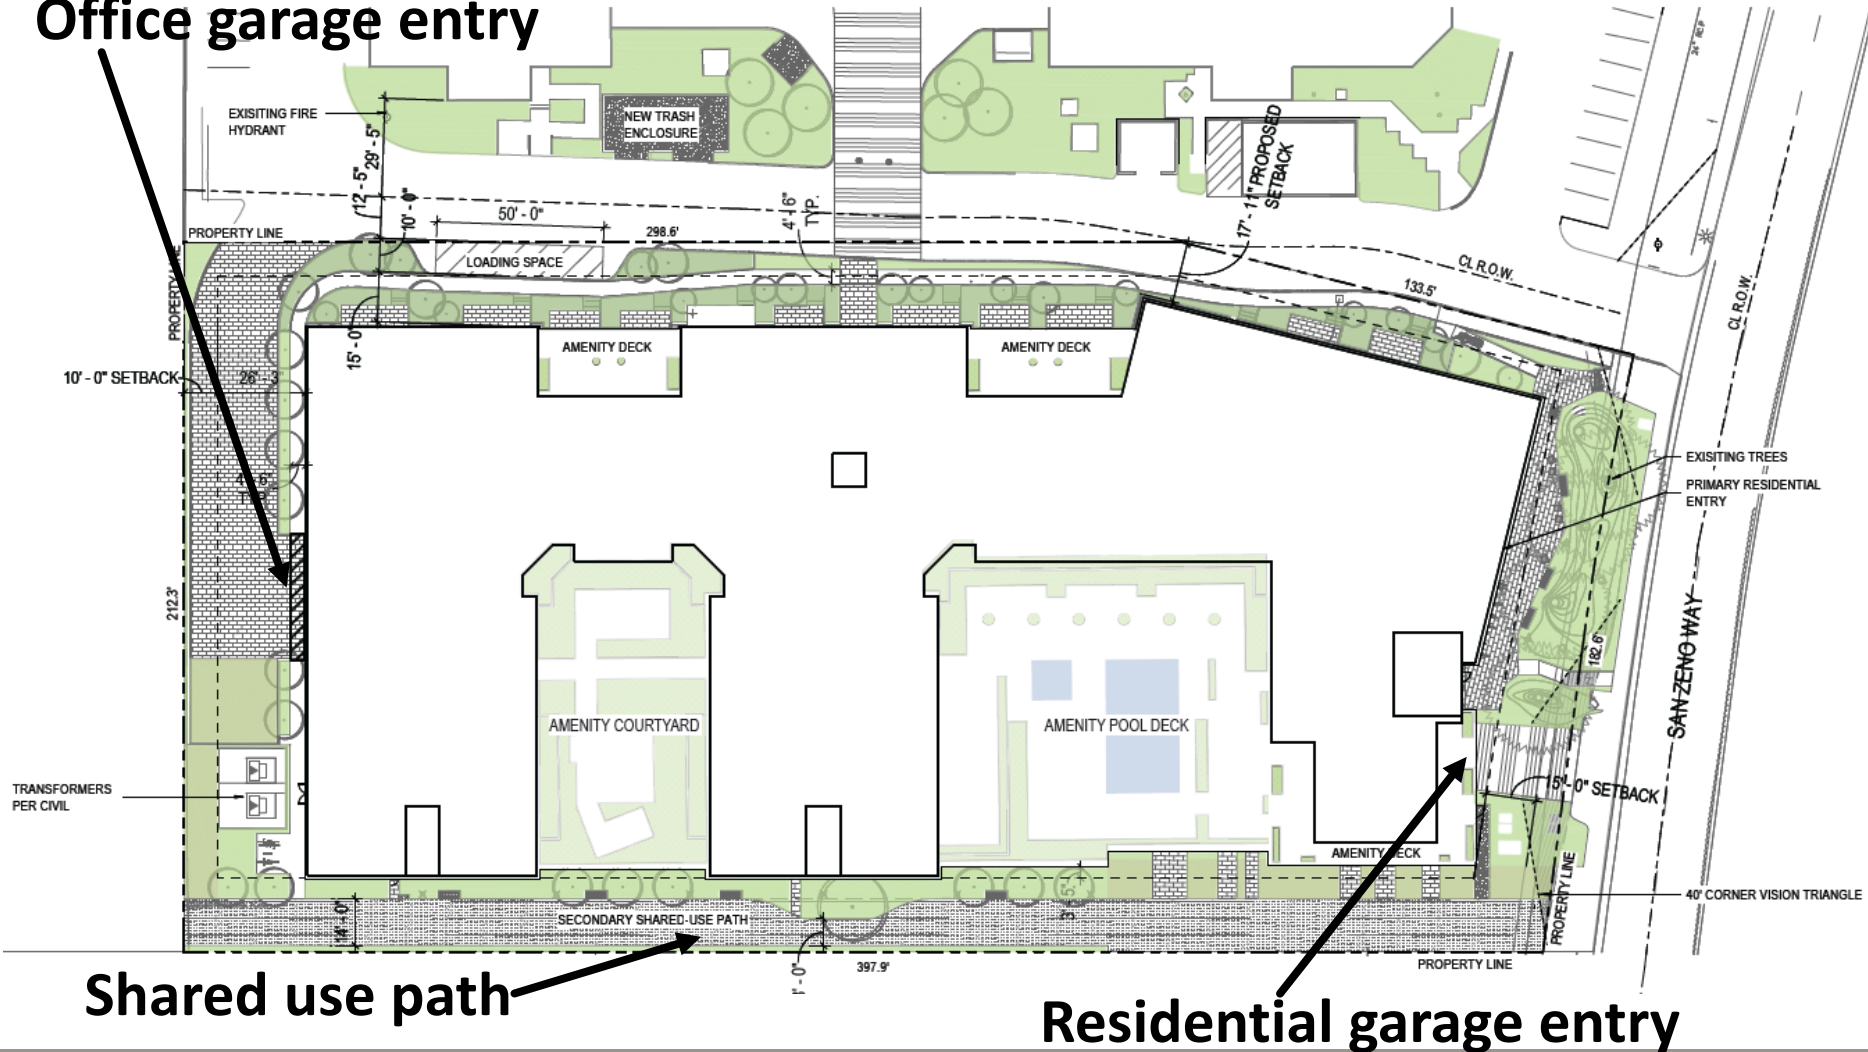 Office garage entry
24" RCP
EXISITING FIRE
HYDRANT
NEW TRASH
ENCLOSURE
29' - 5"
12' - 5"
10' - 0"
50' - 0"
4' - 6"
TYP.
17' - 11" PROPOSED
SETBACK
PROPERTY LINE
298.6'
LOADING SPACE
CL R.O.W.
133.5'
CL R.O.W.
PROPERTY LINE
15' - 0"
AMENITY DECK
AMENITY DECK
10' - 0" SETBACK
26' - 3"
EXISITING TREES
PRIMARY RESIDENTIAL
ENTRY
212.3'
182.6'
SAN ZENO WAY
AMENITY COURTYARD
AMENITY POOL DECK
TRANSFORMERS
PER CIVIL
15'- 0" SETBACK
AMENITY DECK
40' CORNER VISION TRIANGLE
PROPERTY LINE
14' - 0"
SECONDARY SHARED-USE PATH
397.9'
PROPERTY LINE
Shared use path
Residential garage entry